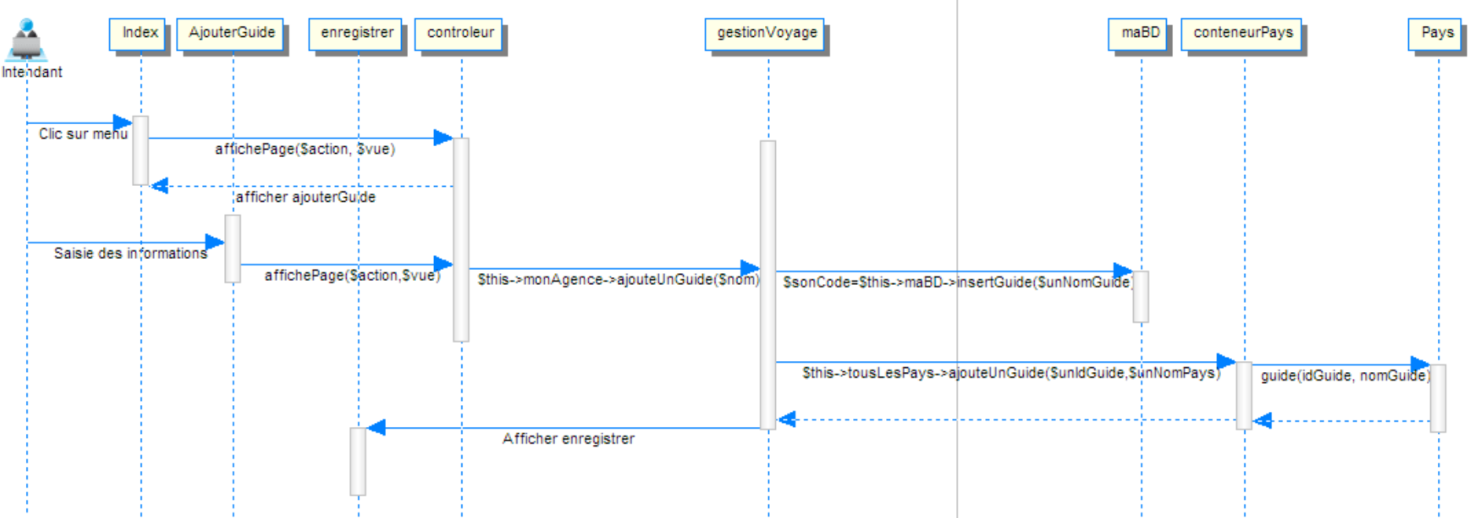 Index
AjouterGuide
enregistrer
controleur
gestionVoyage
maBD
conteneurPays
Pays
Intendant
Clic sur menu
affichePage($action, $vue)
afficher ajouterGuide
Saisie des informations
affichePage($action,$vue)
$this->monAgence->ajouteUnGuide($nom)
$sonCode=$this->maBD->insertGuide($unNomGuide)
$this->tousLesPays->ajouteUnGuide($unIdGuide,$unNomPays)
guide(idGuide, nomGuide)
Afficher enregistrer